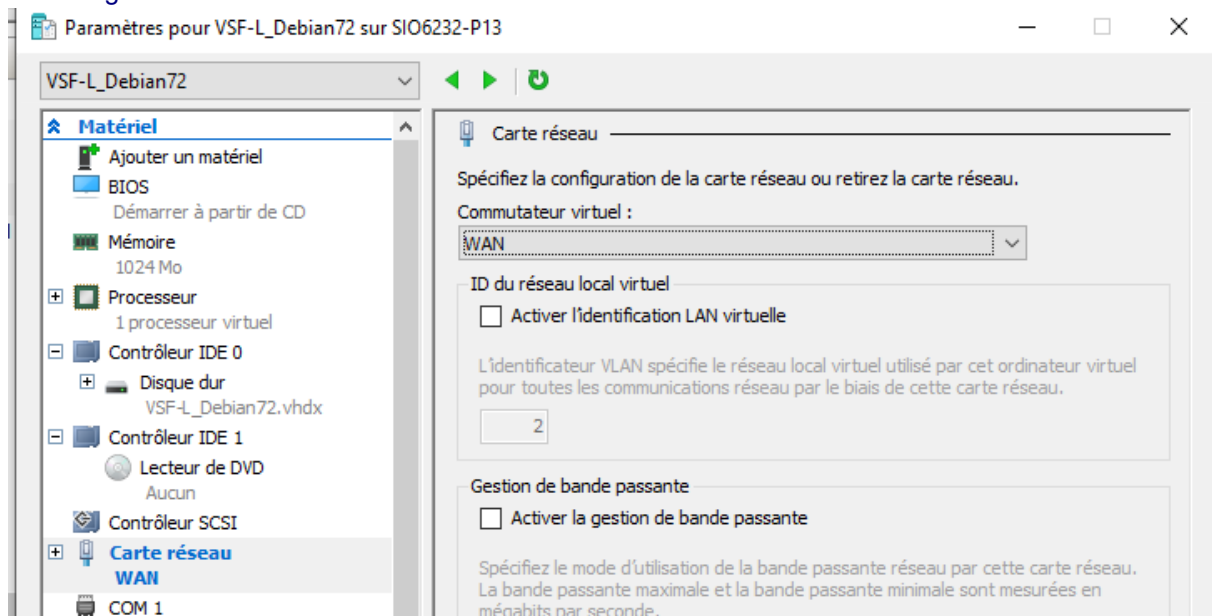 Paramètres pour VSF-L_Debian72 sur SIO6232-P13
VSF-L_Debian72
Matériel
Ajouter un matériel
BIOS
Démarrer à partir de CD
Mémoire
1024 Mo
Processeur
1 processeur virtuel
Contrôleur IDE 0
Disque dur
VSF-L_Debian72.vhdx
Contrôleur IDE 1
Lecteur de DVD
Aucun
Contrôleur SCSI
Carte réseau
WAN
COM 1
Carte réseau
Spécifiez la configuration de la carte réseau ou retirez la carte réseau.
Commutateur virtuel :
WAN
ID du réseau local virtuel
Activer l'identification LAN virtuelle
L'identificateur VLAN spécifie le réseau local virtuel utilisé par cet ordinateur virtuel
pour toutes les communications réseau par le biais de cette carte réseau.
2
Gestion de bande passante
Activer la gestion de bande passante
Spécifiez le mode d'utilisation de la bande passante réseau par cette carte réseau.
La bande passante maximale et la bande passante minimale sont mesurées en
mégabits par seconde.